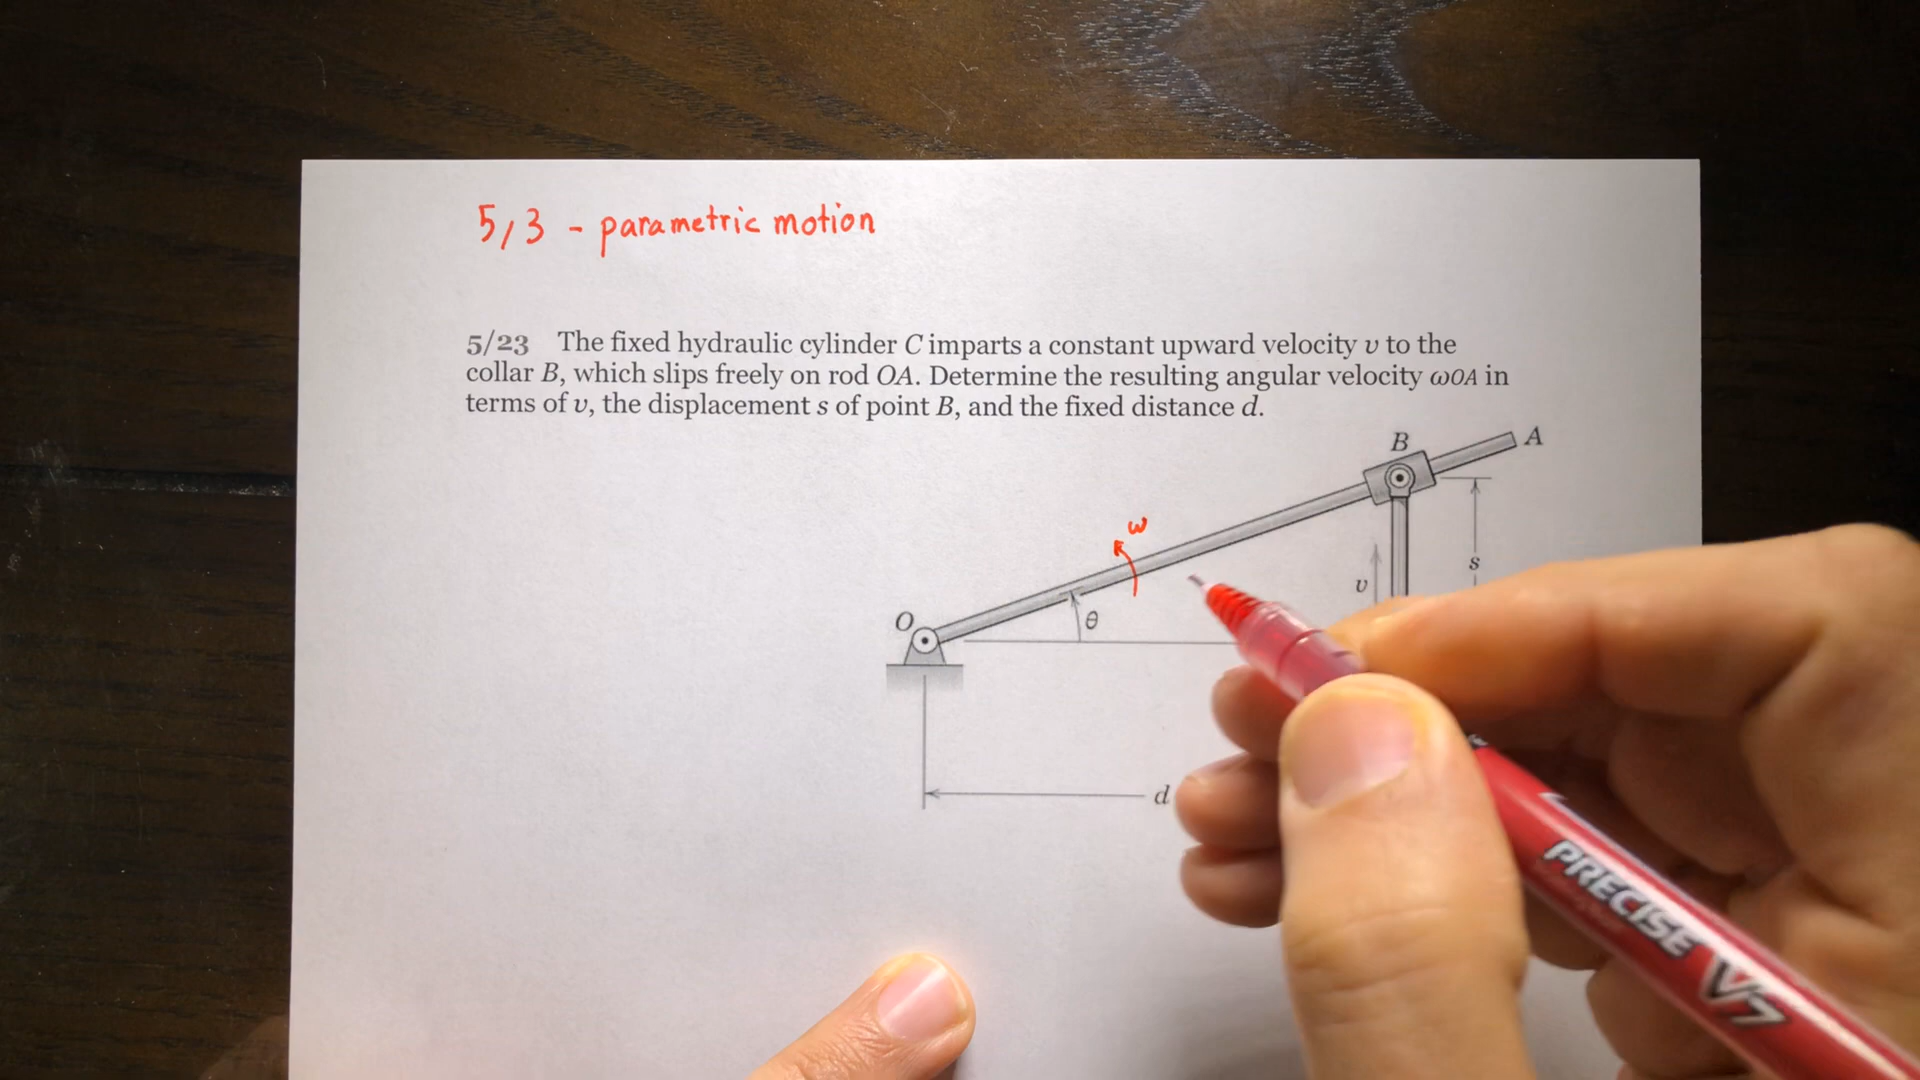 5/3 - parametric motion
5/23 The fixed hydraulic cylinder C imparts a constant upward velocity v to the
collar B, which slips freely on rod OA. Determine the resulting angular velocity ωOA in
terms of v, the displacement s of point B, and the fixed distance d.
B
A
ω
s
v
O
θ
d
PRECISE V7